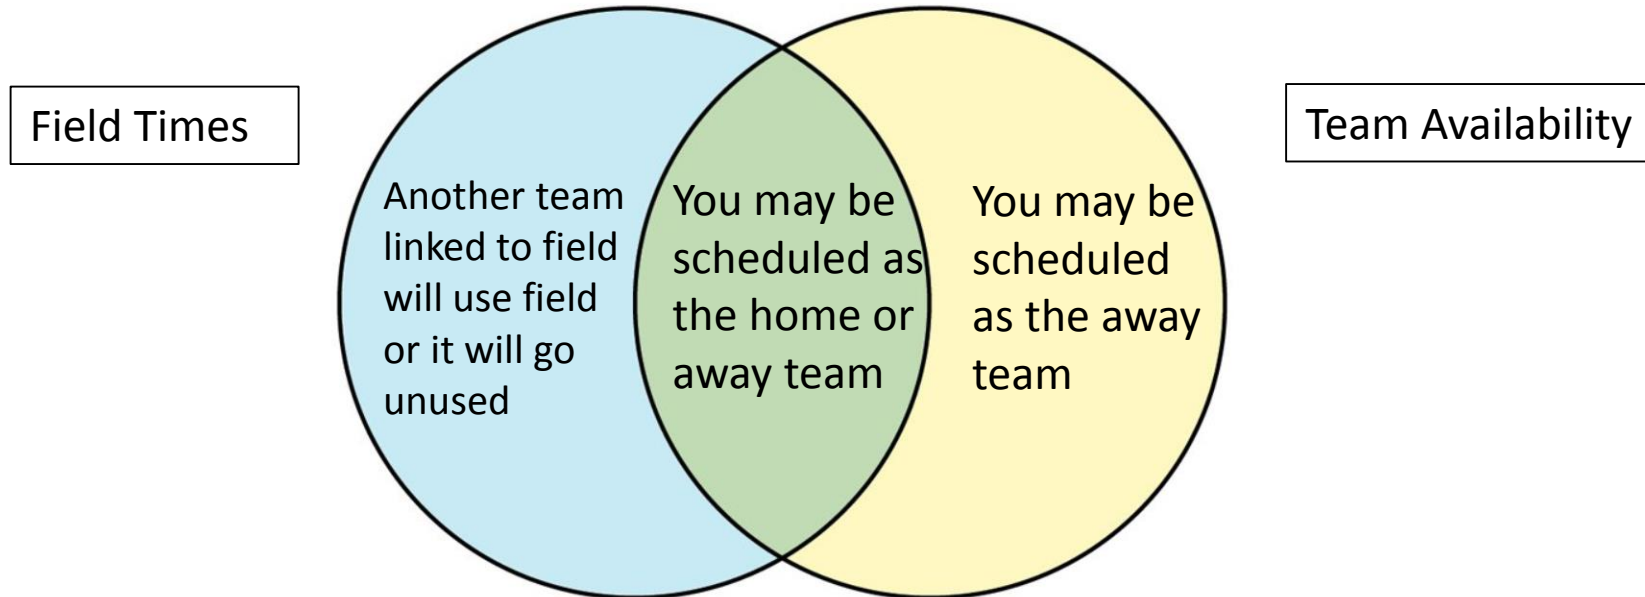 Field Times
Team Availability
Another team
linked to field
will use field
or it will go
unused
You may be
scheduled as
the home or
away team
You may be
scheduled
as the away
team